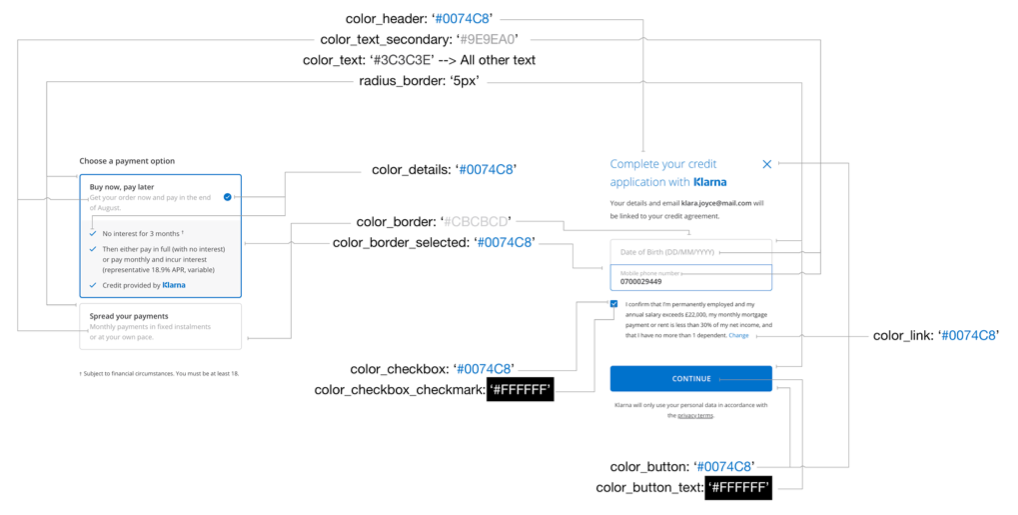 color_header: ‘#0074C8’
color_text_secondary: ‘#9E9EA0’
color_text: ‘#3C3C3E’ --> All other text
radius_border: ‘5px’
Choose a payment option
Buy now, pay later
Get your order now and pay in the end
of August.
No interest for 3 months †
Then either pay in full (with no interest)
or pay monthly and incur interest
(representative 18.9% APR, variable)
Credit provided by Klarna
Spread your payments
Monthly payments in fixed instalments
or at your own pace.
† Subject to financial circumstances. You must be at least 18.
color_details: ‘#0074C8’
color_border: ‘#CBCBCD’
color_border_selected: ‘#0074C8’
color_checkbox: ‘#0074C8’
color_checkbox_checkmark: ‘#FFFFFF’
Complete your credit
application with Klarna
Your details and email klara.joyce@mail.com will
be linked to your credit agreement.
Date of Birth (DD/MM/YYYY)
Mobile phone number
0700029449
I confirm that I'm permanently employed and my
annual salary exceeds £22,000, my monthly mortgage
payment or rent is less than 30% of my net income, and
that I have no more than 1 dependent. Change
color_link: ‘#0074C8’
CONTINUE
Klarna will only use your personal data in accordance with
the privacy terms.
color_button: ‘#0074C8’
color_button_text: ‘#FFFFFF’